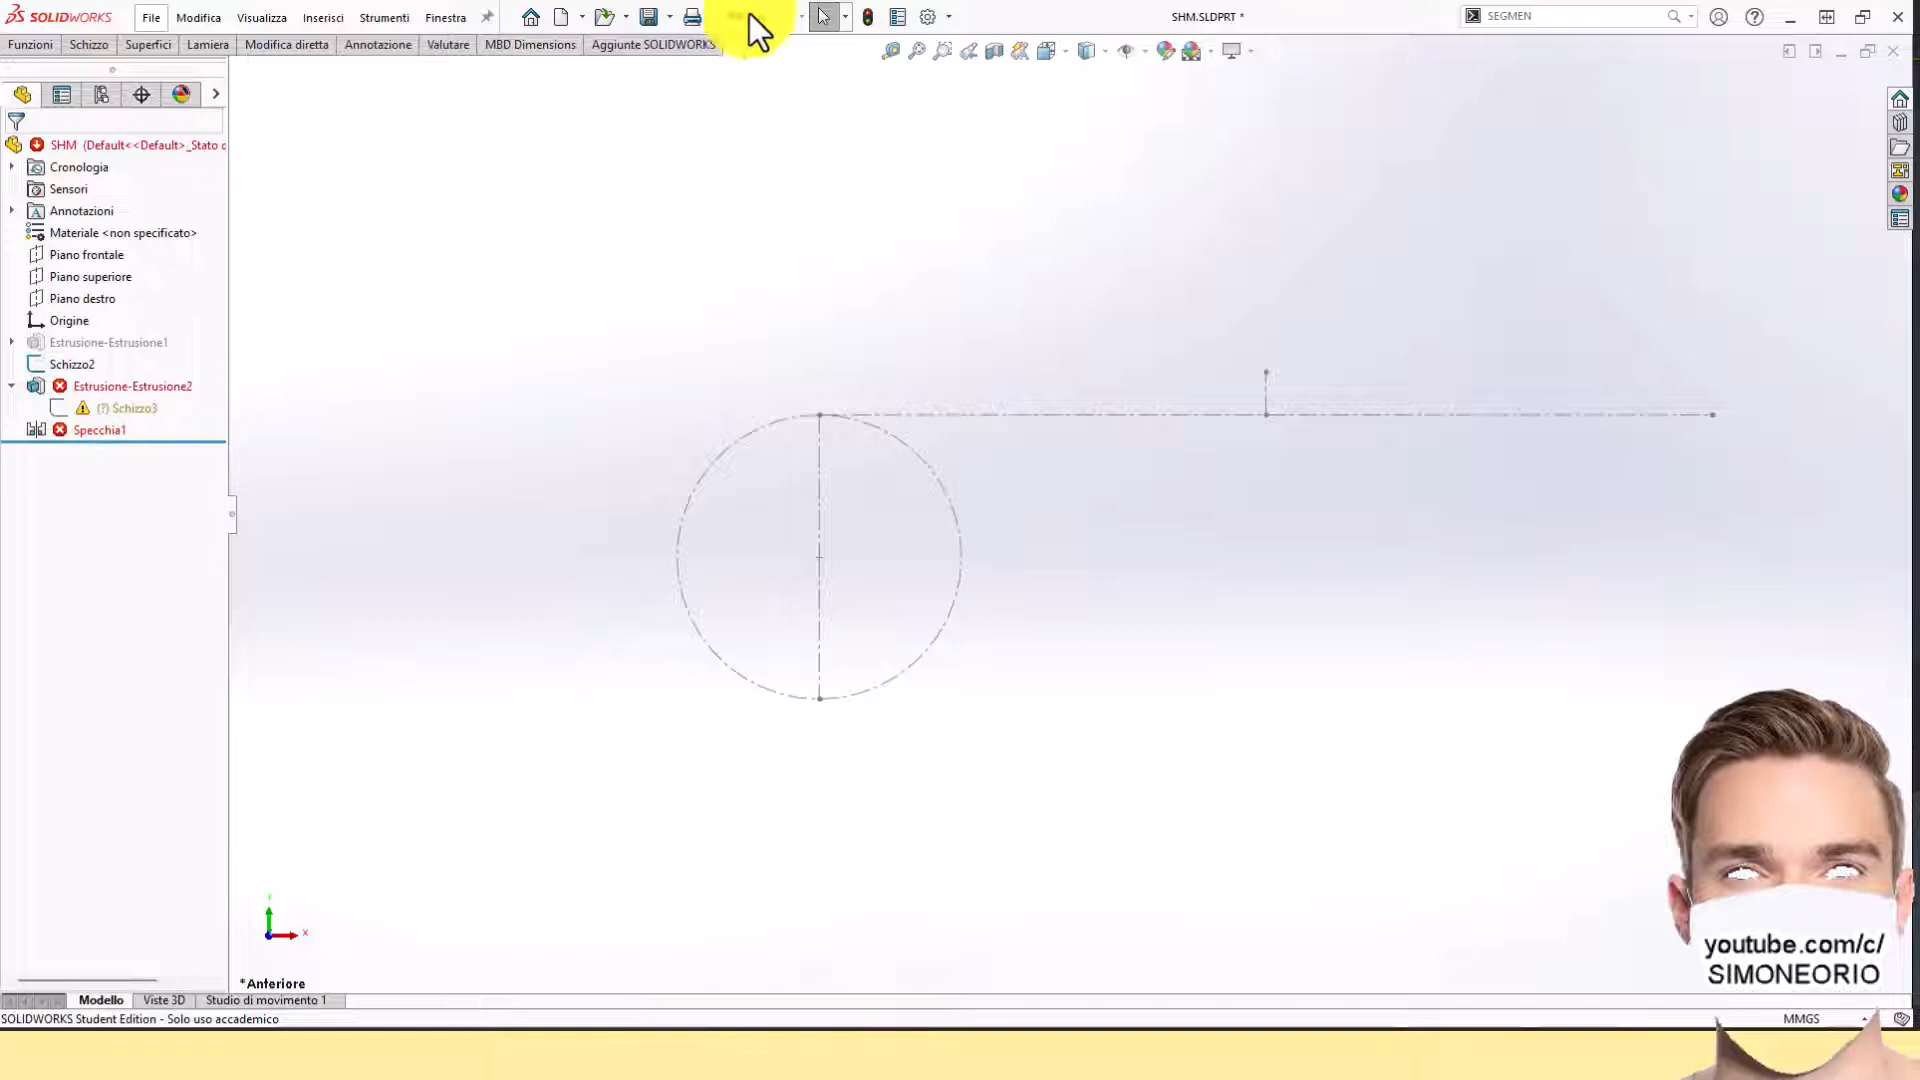 SOLIDWORKS File Modifica Visualizza Inserisci Strumenti Finestra SHM.SLDPRT * SEGMEN
Funzioni Schizzo Superfici Lamiera Modifica diretta Annotazione Valutare MBD Dimensions Aggiunte SOLIDWORKS
SHM (Default<<Default>_Stato c
Cronologia
Sensori
Annotazioni
Materiale <non specificato>
Piano frontale
Piano superiore
Piano destro
Origine
Estrusione-Estrusione1
Schizzo2
Estrusione-Estrusione2
(?) Schizzo3
Specchia1
Y
X
*Anteriore
Modello Viste 3D Studio di movimento 1
SOLIDWORKS Student Edition - Solo uso accademico MMGS
youtube.com/c/
SIMONEORIO